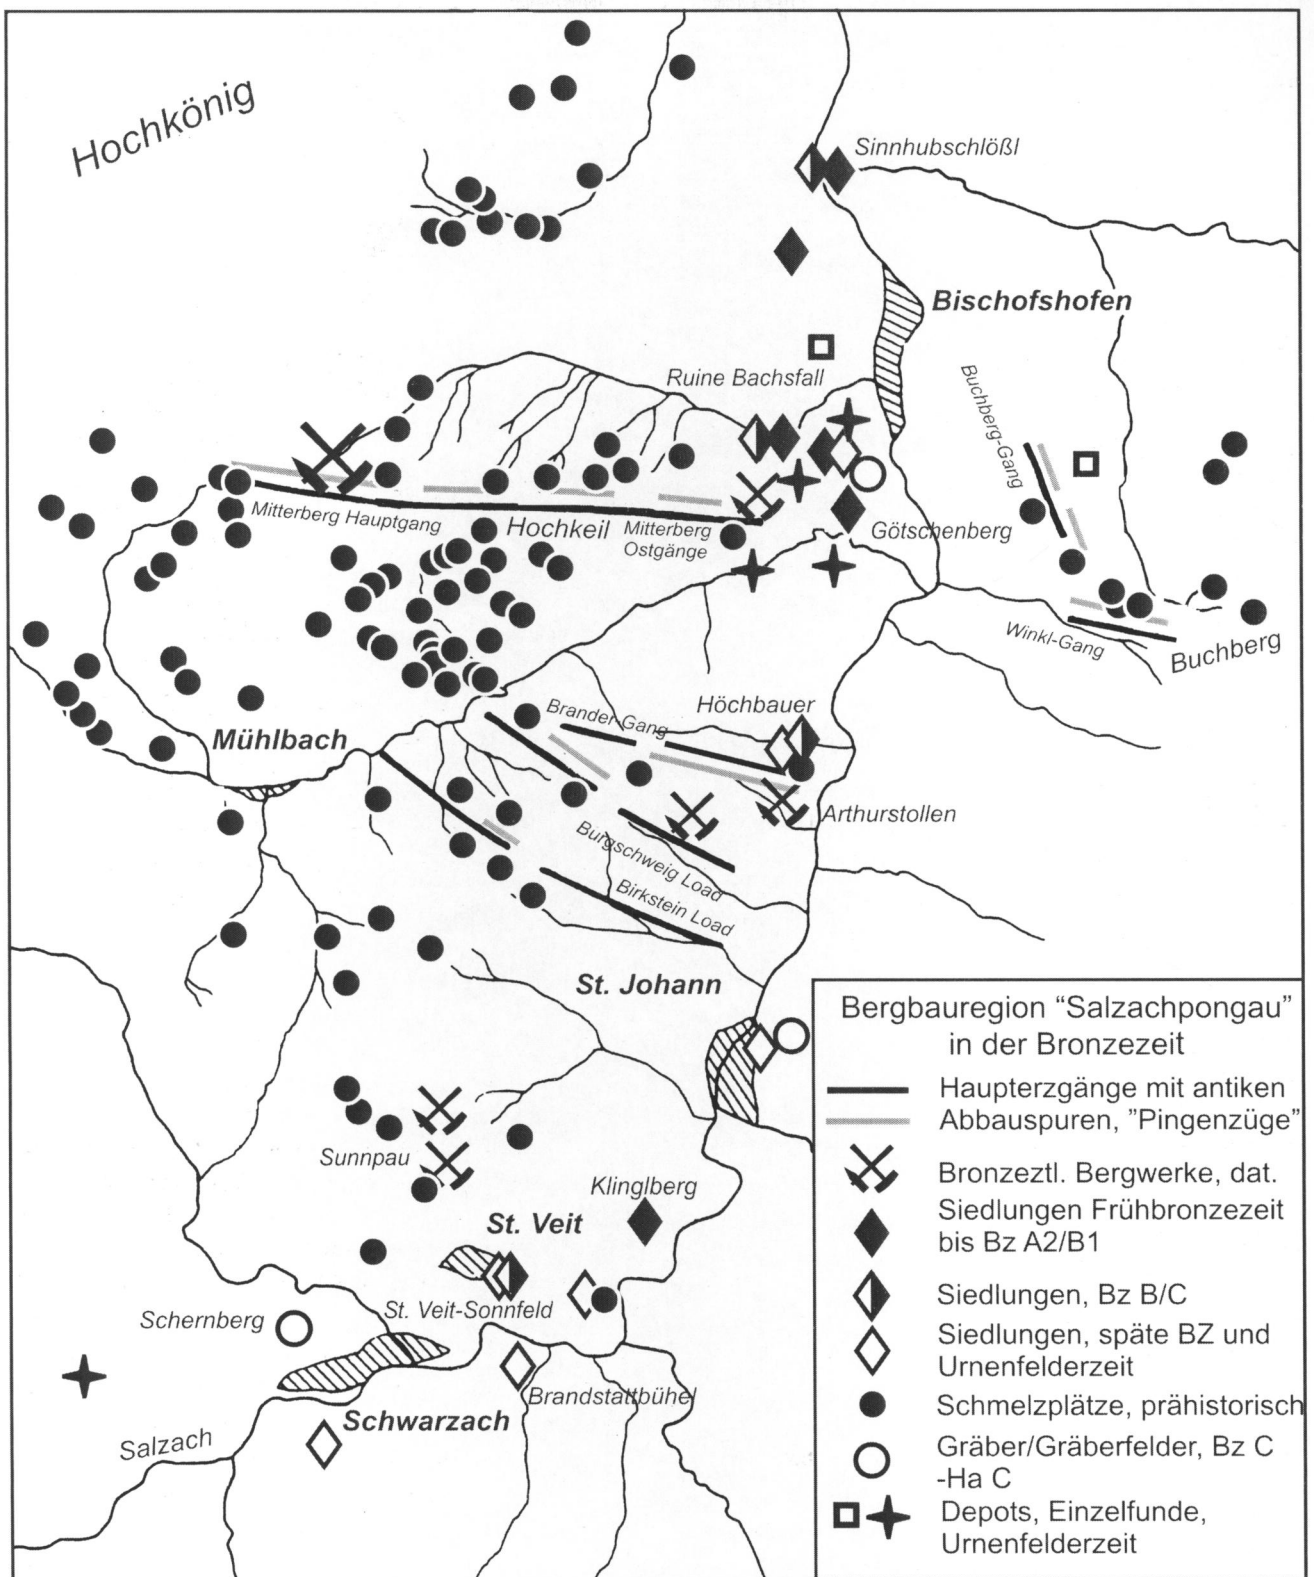 Hochkönig
Sinnhubschlößl
Bischofshofen
Ruine Bachsfall
Buchberg-Gang
Mitterberg Hauptgang
Hochkeil
Mitterberg
Ostgänge
Götschenberg
Winkl-Gang
Buchberg
Höchbauer
Brander-Gang
Mühlbach
Arthurstollen
Burgschweig Load
Birkstein Load
St. Johann
Sunnpau
Klinglberg
St. Veit
St. Veit-Sonnfeld
Schernberg
Brandstattbühel
Schwarzach
Salzach
Bergbauregion “Salzachpongau”
in der Bronzezeit
Haupterzgänge mit antiken
Abbauspuren, ”Pingenzüge”
Bronzeztl. Bergwerke, dat.
Siedlungen Frühbronzezeit
bis Bz A2/B1
Siedlungen, Bz B/C
Siedlungen, späte BZ und
Urnenfelderzeit
Schmelzplätze, prähistorisch
Gräber/Gräberfelder, Bz C
-Ha C
Depots, Einzelfunde,
Urnenfelderzeit